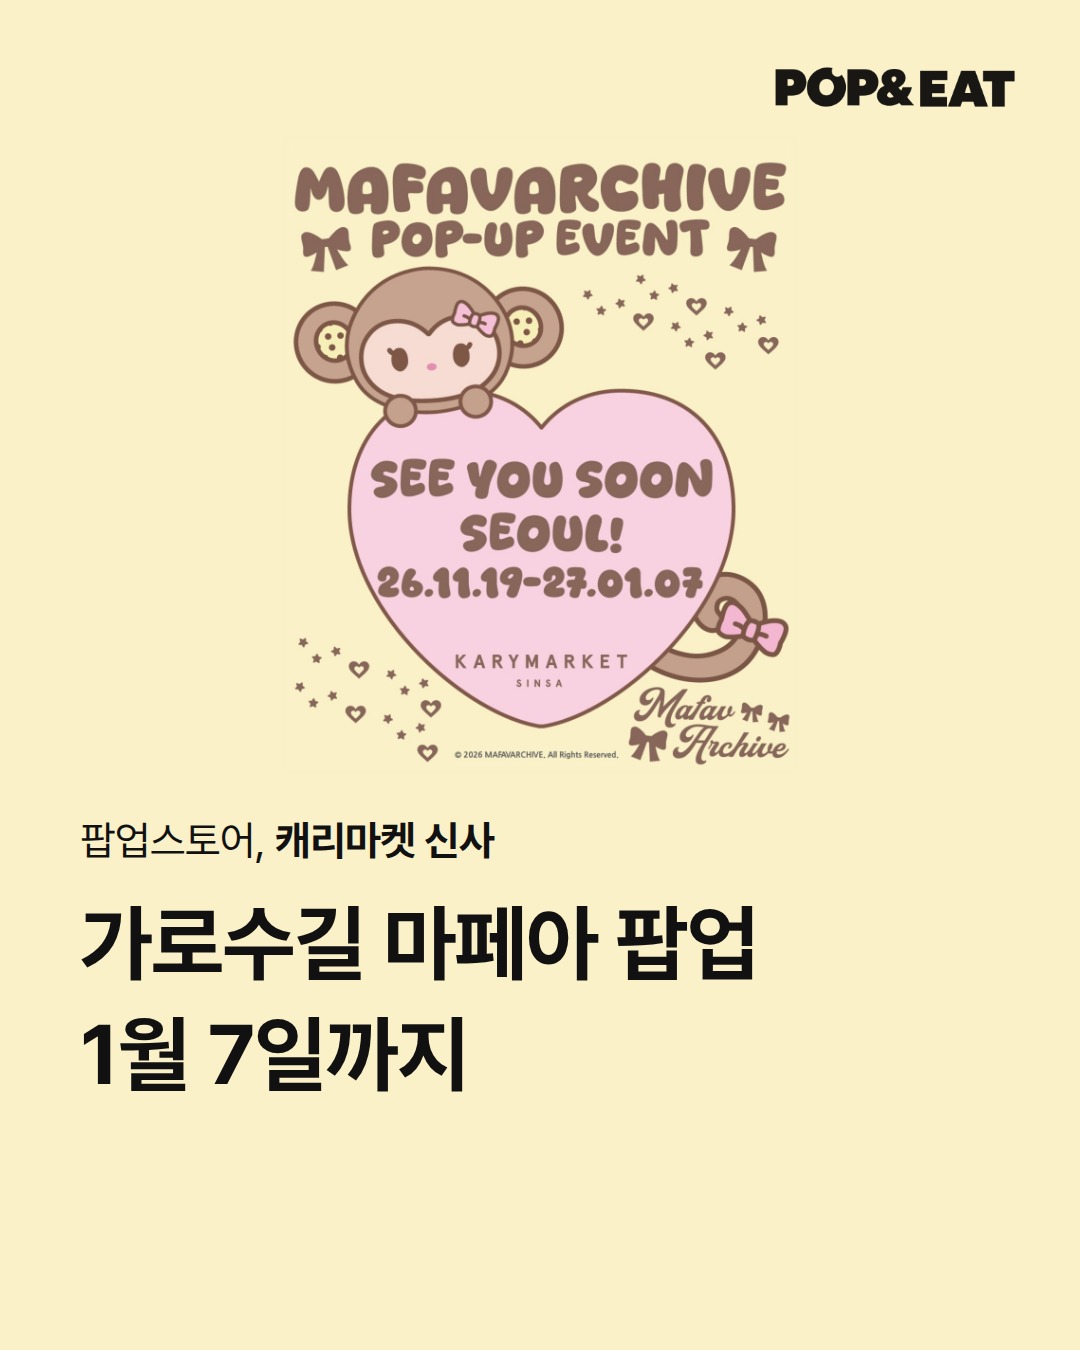 POP&EAT
MAFAVARCHIVE
POP-UP EVENT
SEE YOU SOON
SEOUL!
26.11.19-27.01.07
KARYMARKET
SINSA
Mafav
Archive
© 2026 MAFAVARCHIVE. All Rights Reserved.
팝업스토어, 캐리마켓 신사
가로수길 마페아 팝업
1월 7일까지